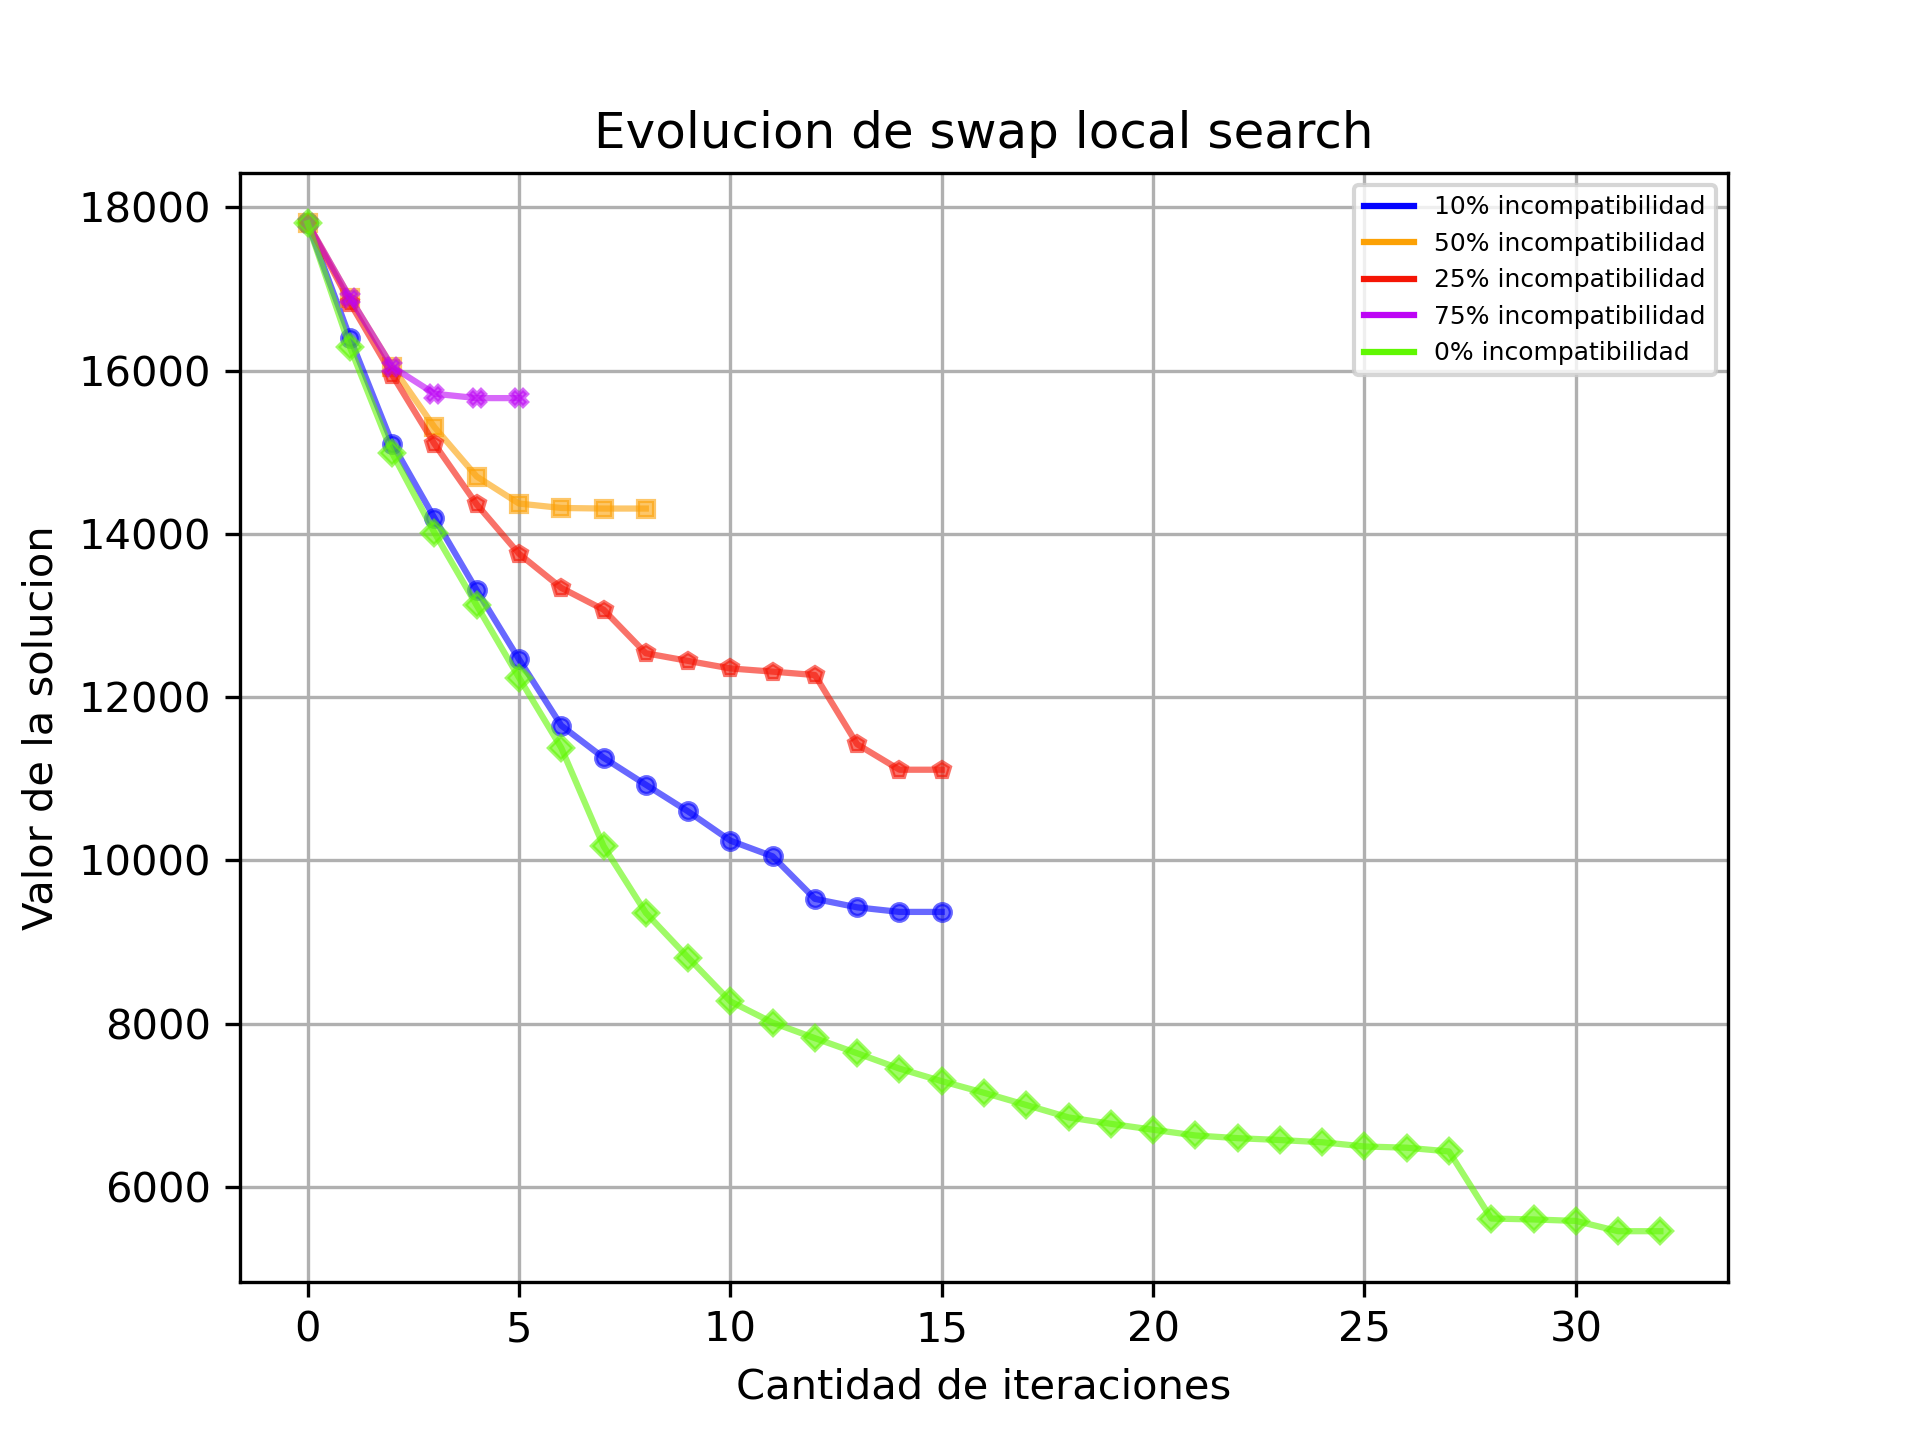 Evolucion de swap local search
18000
16000
14000
12000
10000
8000
6000
Valor de la solucion
10% incompatibilidad
50% incompatibilidad
25% incompatibilidad
75% incompatibilidad
0% incompatibilidad
0 5 10 15 20 25 30
Cantidad de iteraciones